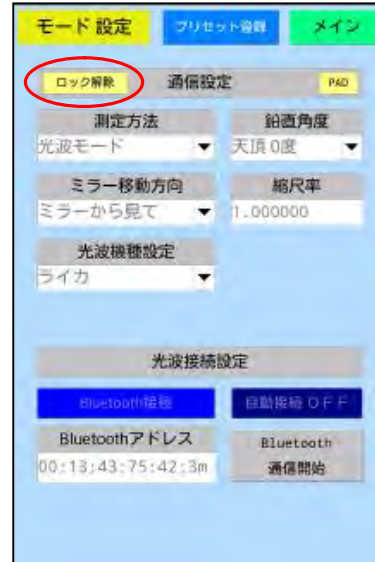 モード 設定 プリセット登録 メイン
ロック解除 通信設定 PAD
測定方法 鉛直角度
光波モード 天頂 0度
ミラー移動方向 縮尺率
ミラーから見て 1.000000
光波機種設定
ライカ
光波接続設定
Bluetooth接続 自動接続 OFF
Bluetoothアドレス Bluetooth
00:13:43:75:42:3m 通信開始